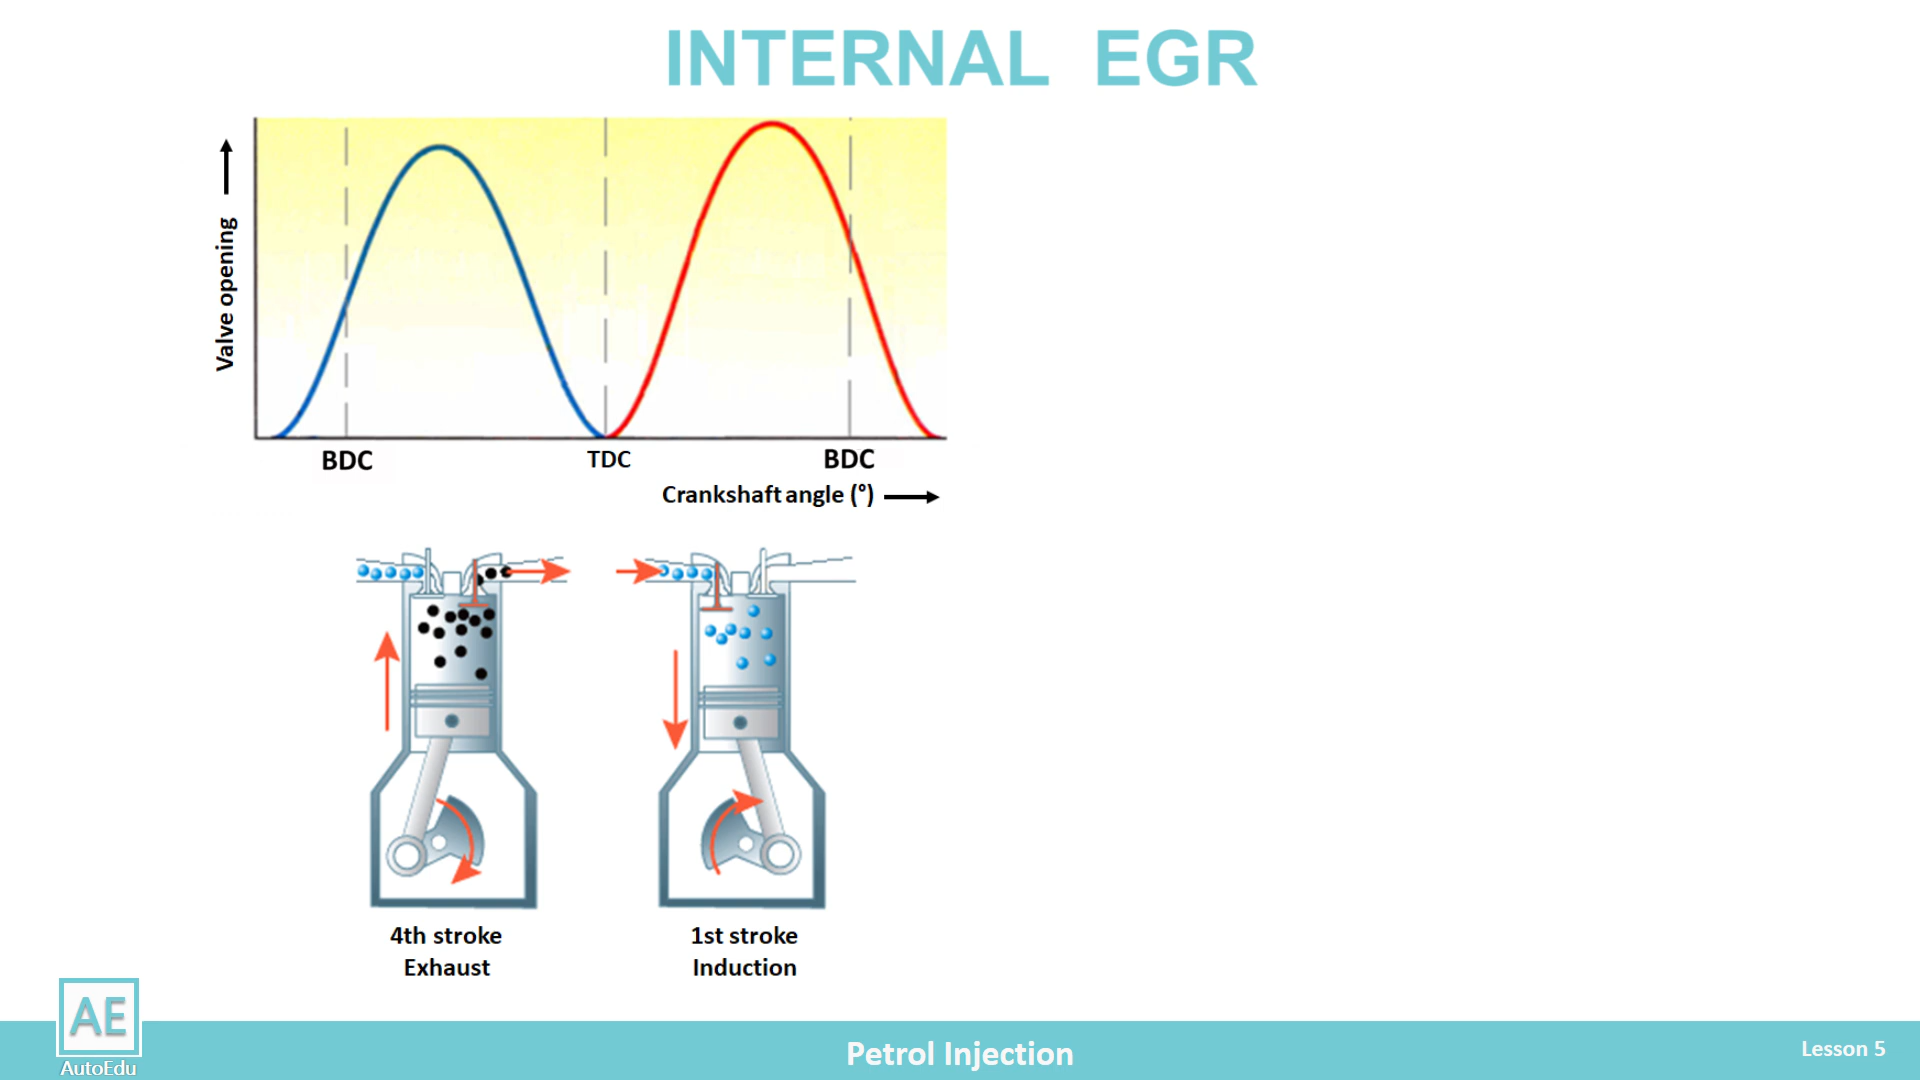 INTERNAL EGR
Valve opening
BDC
TDC
BDC
Crankshaft angle (°)
4th stroke
Exhaust
1st stroke
Induction
AE
AutoEdu
Petrol Injection
Lesson 5